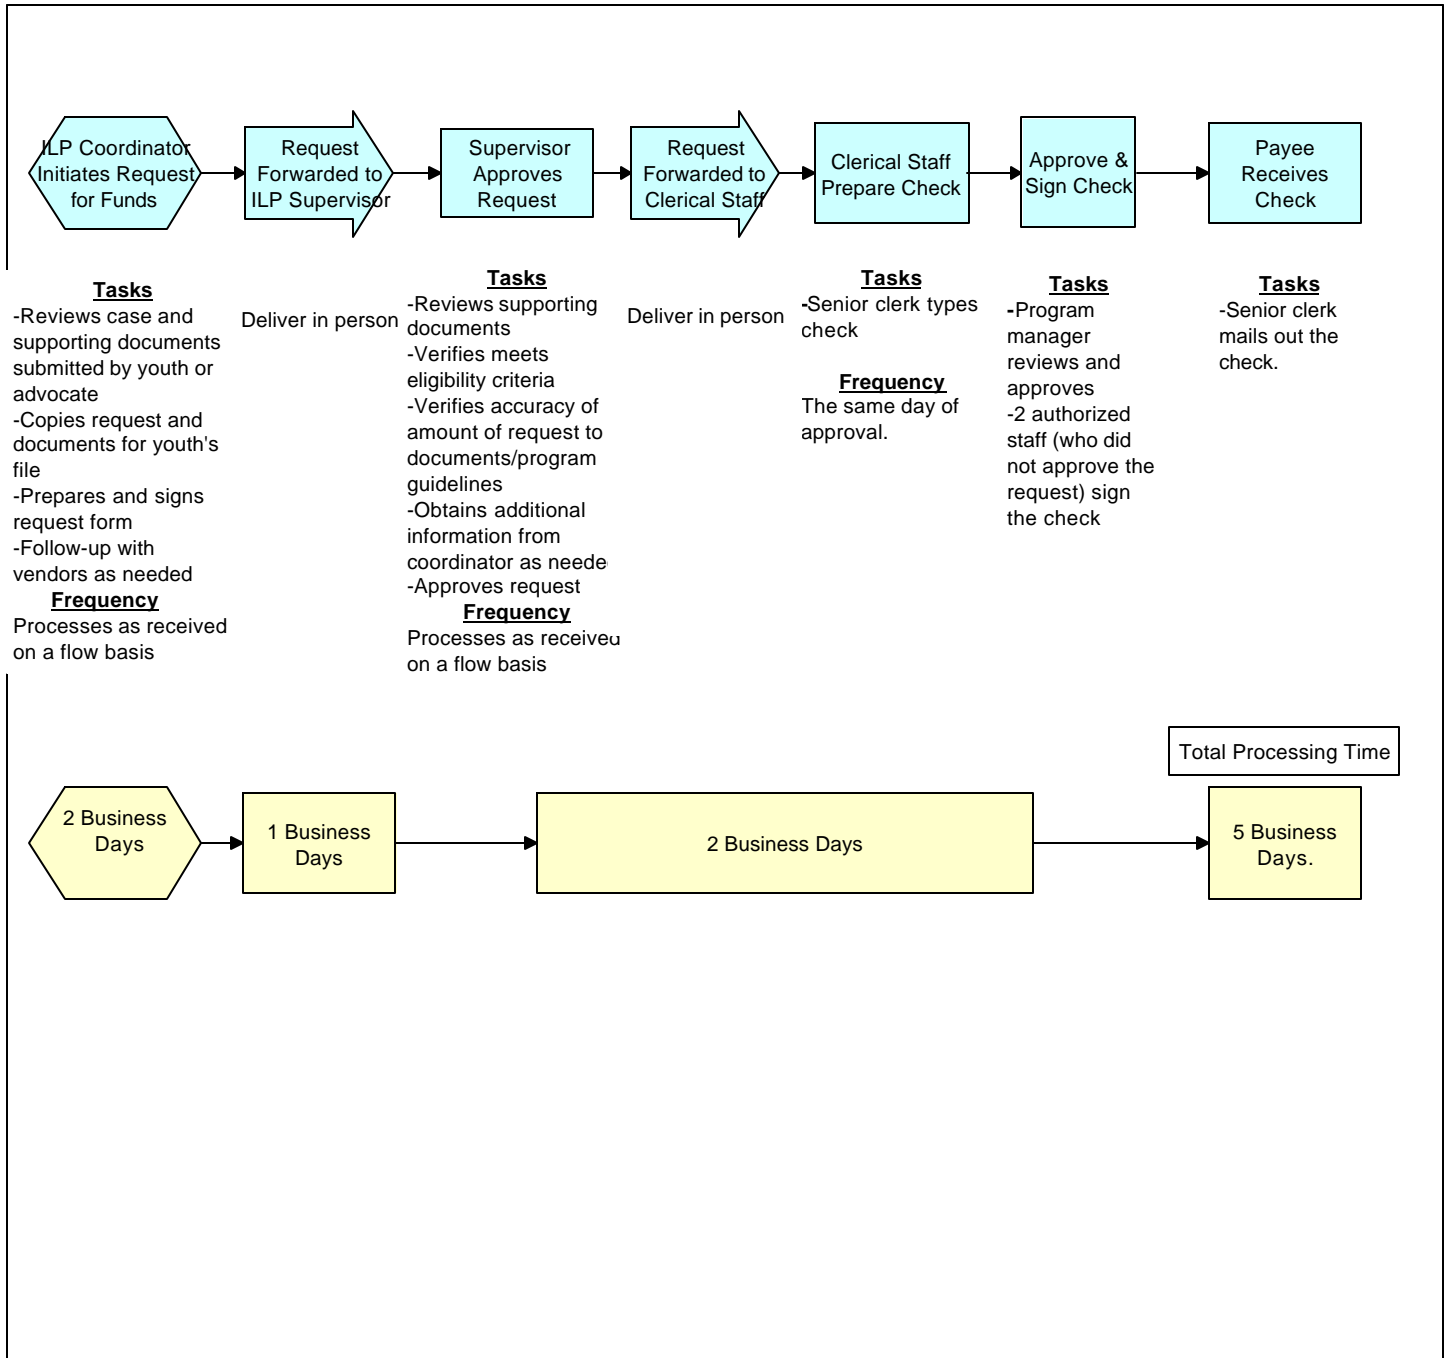 ILP Coordinator
Initiates Request
for Funds
Request
Forwarded to
ILP Supervisor
Supervisor
Approves
Request
Request
Forwarded to
Clerical Staff
Clerical Staff
Prepare Check
Approve &
Sign Check
Payee
Receives
Check
Tasks
-Reviews case and
supporting documents
submitted by youth or
advocate
-Copies request and
documents for youth's
file
-Prepares and signs
request form
-Follow-up with
vendors as needed
Frequency
Processes as received
on a flow basis
Deliver in person
Tasks
-Reviews supporting
documents
-Verifies meets
eligibility criteria
-Verifies accuracy of
amount of request to
documents/program
guidelines
-Obtains additional
information from
coordinator as neede
-Approves request
Frequency
Processes as received
on a flow basis
Deliver in person
Tasks
-Senior clerk types
check
Frequency
The same day of
approval.
Tasks
-Program
manager
reviews and
approves
-2 authorized
staff (who did
not approve the
request) sign
the check
Tasks
-Senior clerk
mails out the
check.
Total Processing Time
2 Business
Days
1 Business
Days
2 Business Days
5 Business
Days.